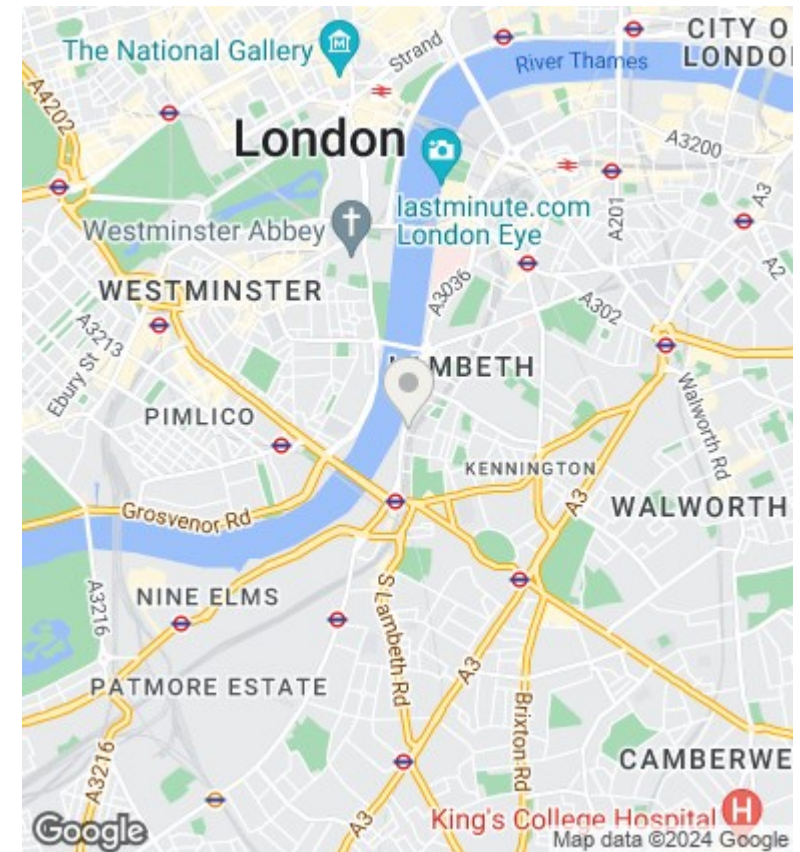 CITY O
LONDO
The National Gallery
Strand
River Thames
A4202
London
A3200
lastminute.com
London Eye
A201
A3
Westminster Abbey
A3036
A2
WESTMINSTER
A302
A3213
Ebury St
MBETH
Walworth Rd
PIMLICO
KENNINGTON
A3
WALWORTH
Grosvenor Rd
A3216
NINE ELMS
S Lambeth Rd
PATMORE ESTATE
A3
Brixton Rd
A3216
CAMBERWE
King's College Hospital
H
A3
Google
Map data ©2024 Google